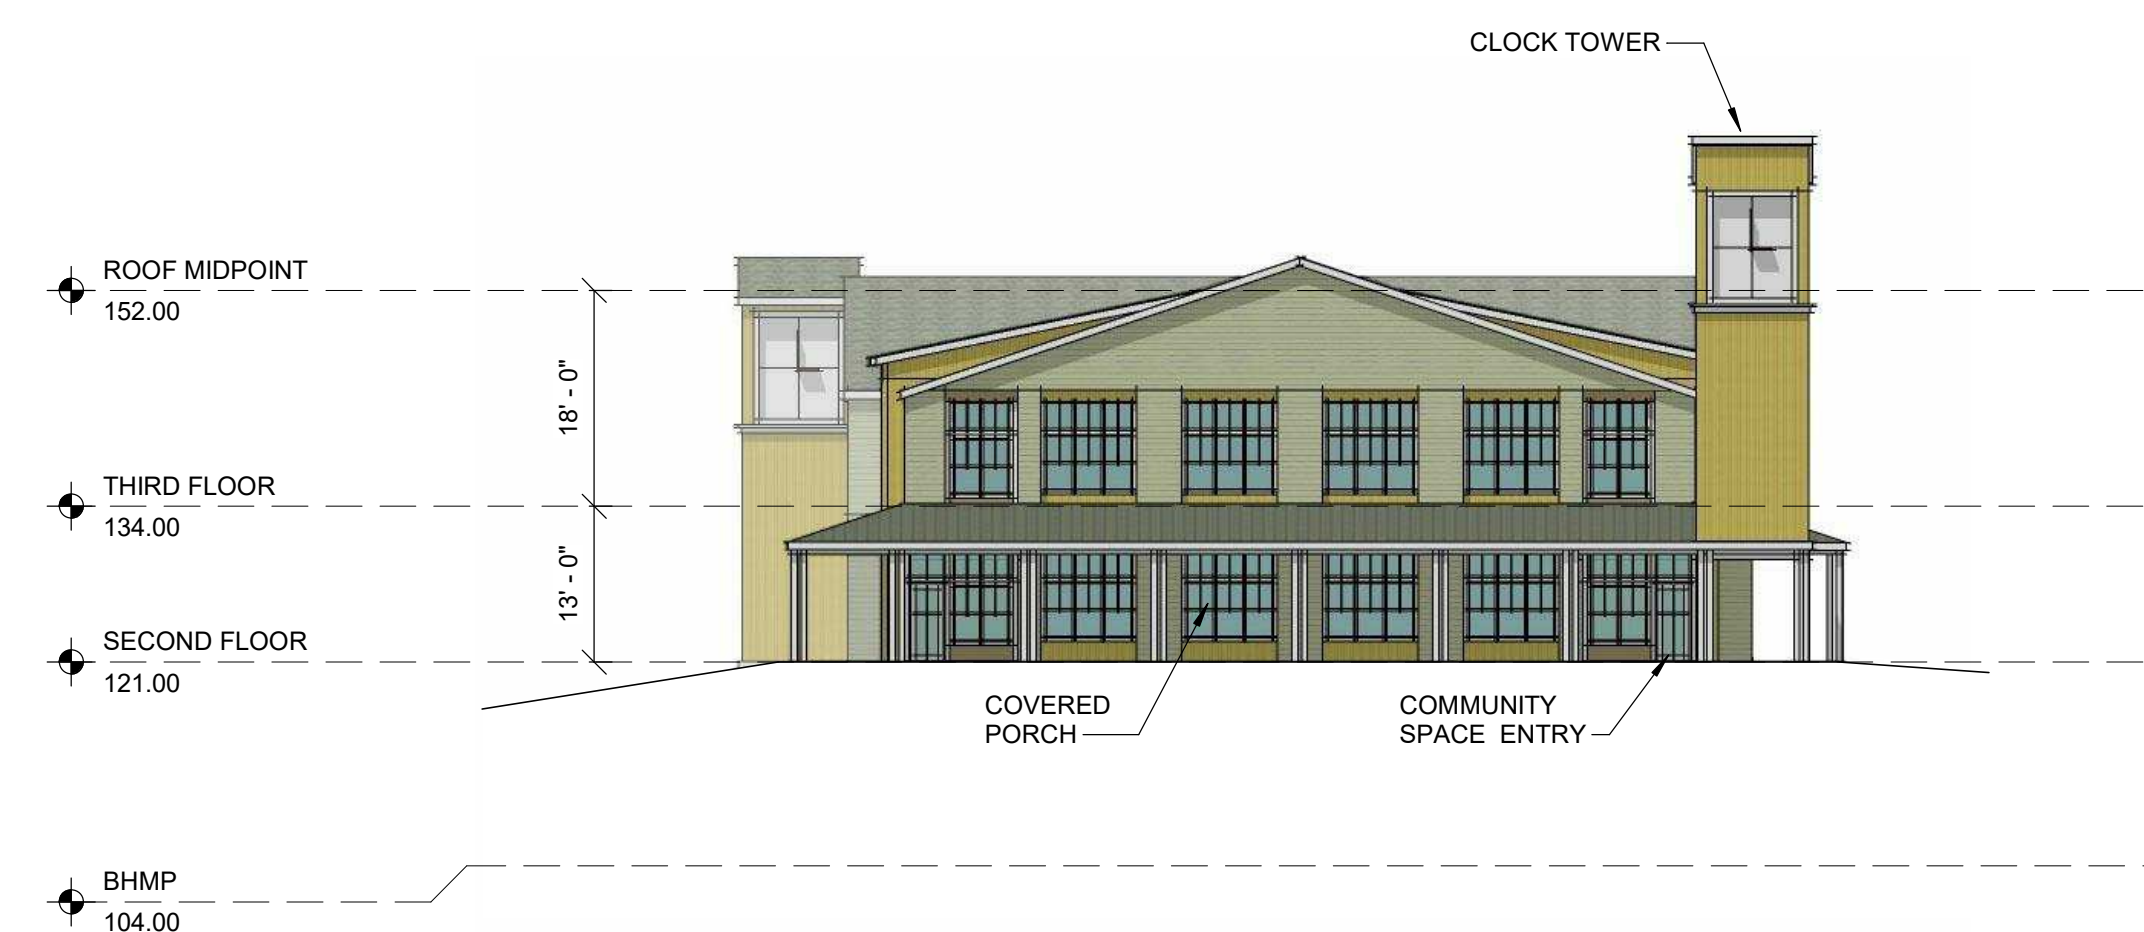 CLOCK TOWER
ROOF MIDPOINT
152.00
18' - 0"
THIRD FLOOR
134.00
13' - 0"
SECOND FLOOR
121.00
COVERED
PORCH
COMMUNITY
SPACE  ENTRY
BHMP
104.00